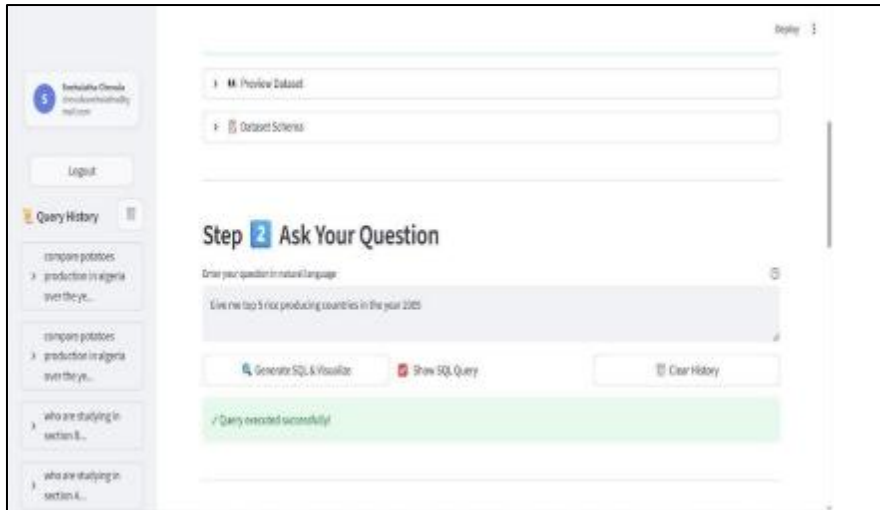 Deploy
S
Logout
Query History
compare potatoes
production in algeria
over the ye...
compare potatoes
production in algeria
over the ye...
who are studying in
section B...
who are studying in
section A...
Preview Dataset
Dataset Schema
Step 2 Ask Your Question
Enter your question in natural language
Give me top 5 rice producing countries in the year
Generate SQL & Visualize
Show SQL Query
Clear History
✓ Query executed successfully!